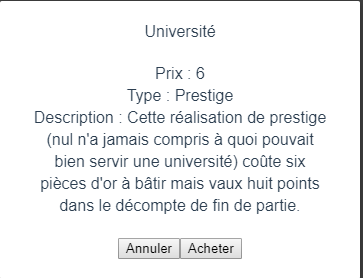 Université
Prix : 6
Type : Prestige
Description : Cette réalisation de prestige
(nul n'a jamais compris à quoi pouvait
bien servir une université) coûte six
pièces d'or à bâtir mais vaux huit points
dans le décompte de fin de partie.
Annuler Acheter